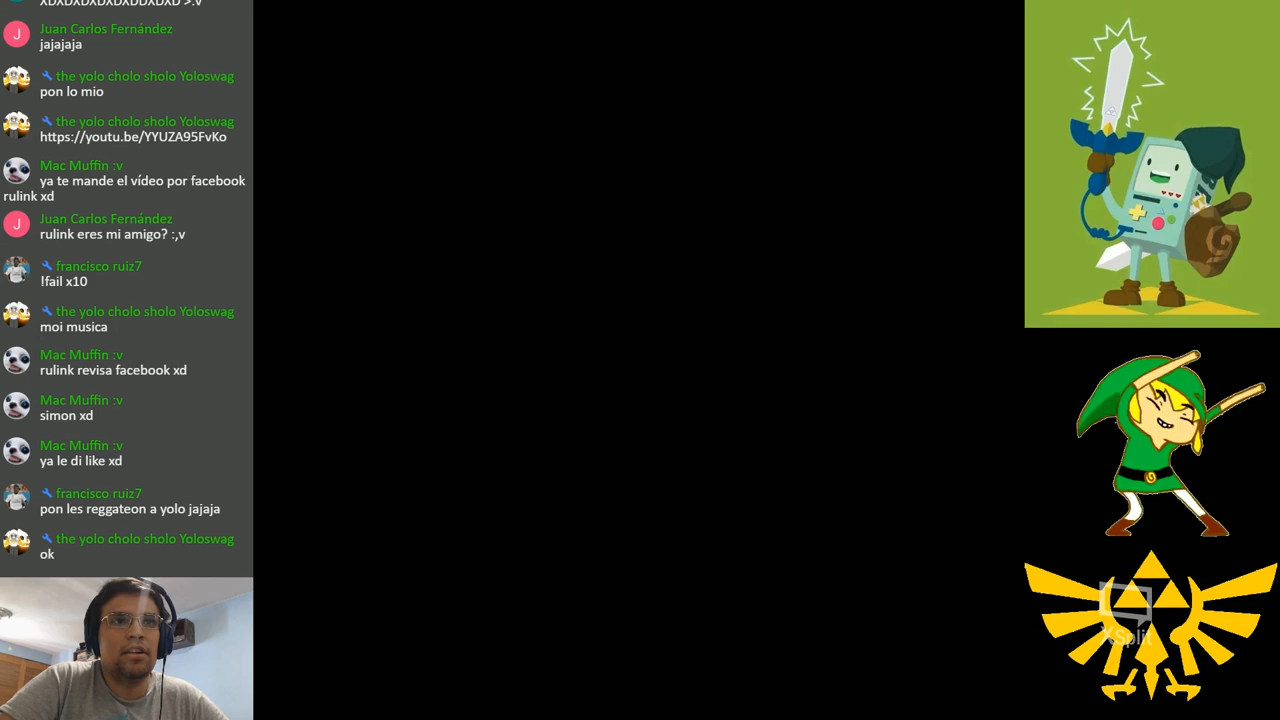 XDXDXDXDXDXDDXDXD >:v
Juan Carlos Fernández
jajajaja
the yolo cholo sholo Yoloswag
pon lo mio
the yolo cholo sholo Yoloswag
https://youtu.be/YYUZA95FvKo
Mac Muffin :v
ya te mande el vídeo por facebook
rulink xd
Juan Carlos Fernández
rulink eres mi amigo? :,v
francisco ruiz7
!fail x10
the yolo cholo sholo Yoloswag
moi musica
Mac Muffin :v
rulink revisa facebook xd
Mac Muffin :v
simon xd
Mac Muffin :v
ya le di like xd
francisco ruiz7
pon les reggateon a yolo jajaja
the yolo cholo sholo Yoloswag
ok
J
J
XSplit